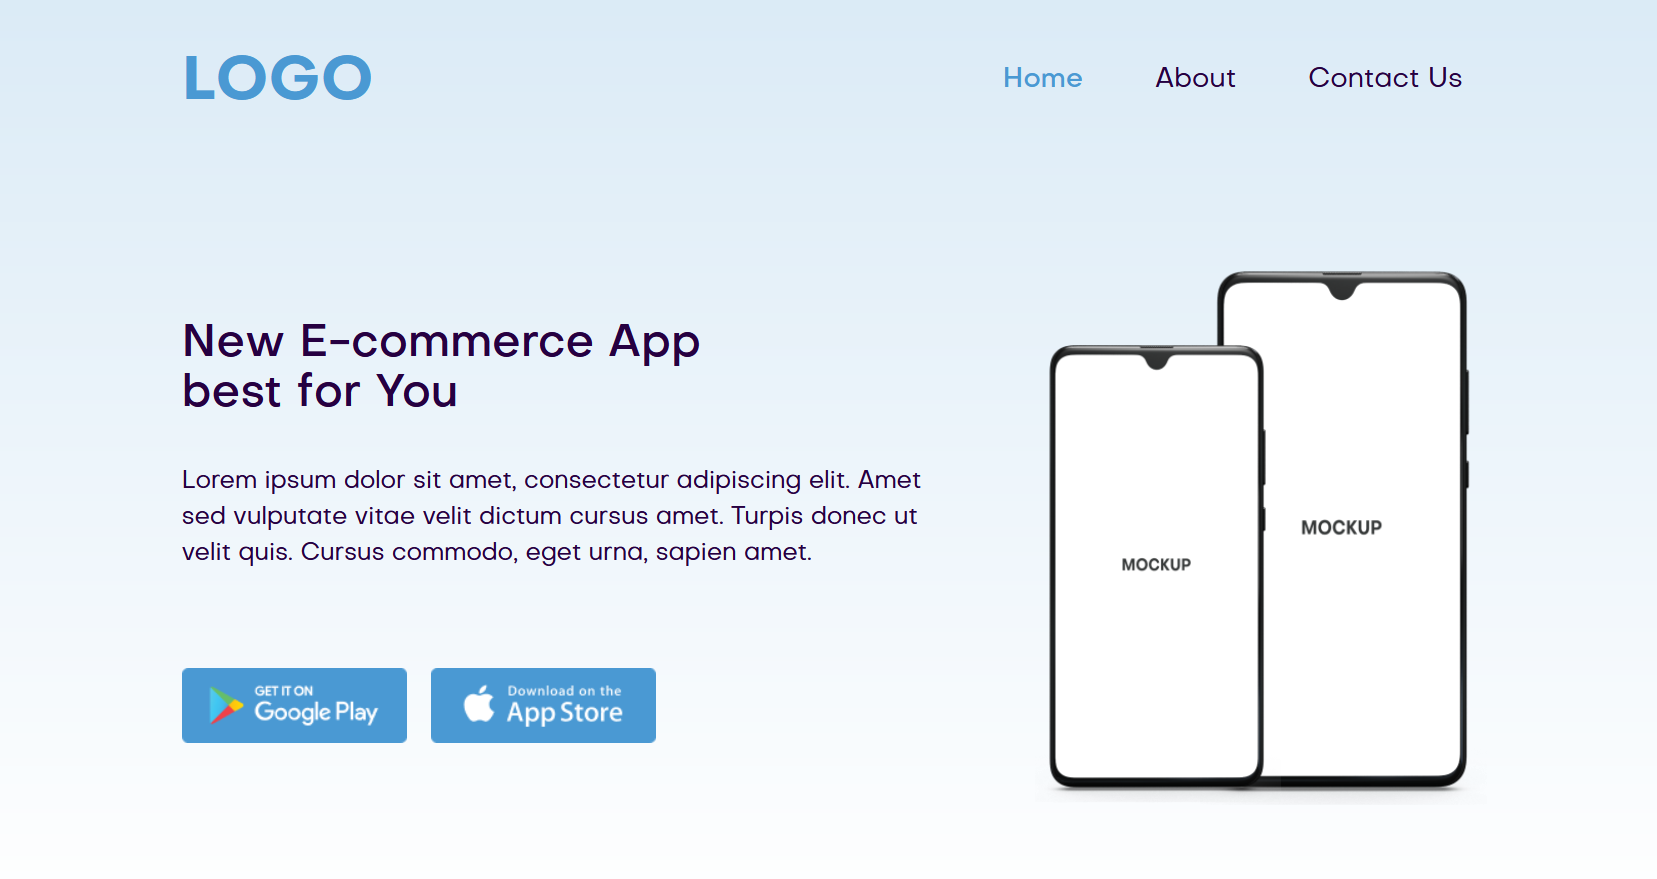 LOGO
Home
About
Contact Us
New E-commerce App
best for You
Lorem ipsum dolor sit amet, consectetur adipiscing elit. Amet
sed vulputate vitae velit dictum cursus amet. Turpis donec ut
velit quis. Cursus commodo, eget urna, sapien amet.
GET IT ON
Google Play
Download on the
App Store
MOCKUP
MOCKUP